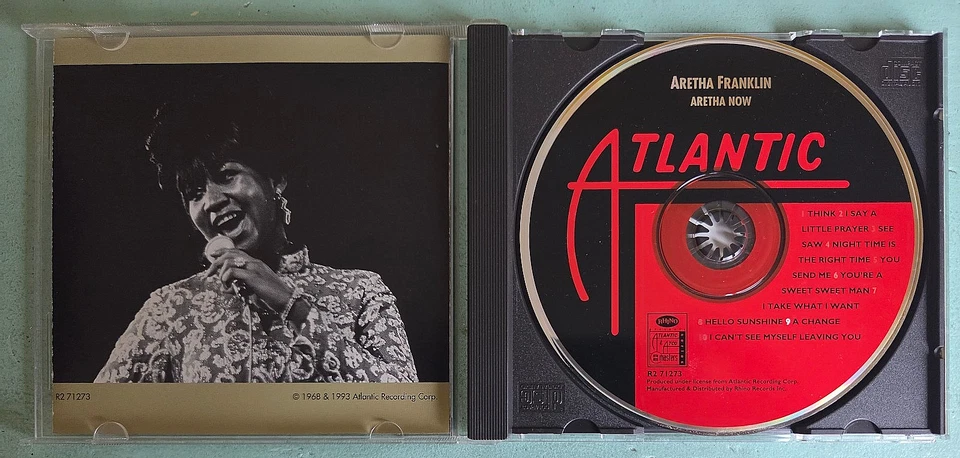 R2 71273
© 1968 & 1993 Atlantic Recording Corp.
ARETHA FRANKLIN
ARETHA NOW
ATLANTIC
1 THINK 2 I SAY A
LITTLE PRAYER 3 SEE
SAW 4 NIGHT TIME IS
THE RIGHT TIME 5 YOU
SEND ME 6 YOU'RE A
SWEET SWEET MAN 7
I TAKE WHAT I WANT
8 HELLO SUNSHINE 9 A CHANGE
10 I CAN'T SEE MYSELF LEAVING YOU
RHINO
ATLANTIC
& ATCO
masters
R2 71273
Produced under license from Atlantic Recording Corp.
Manufactured & Distributed by Rhino Records Inc.